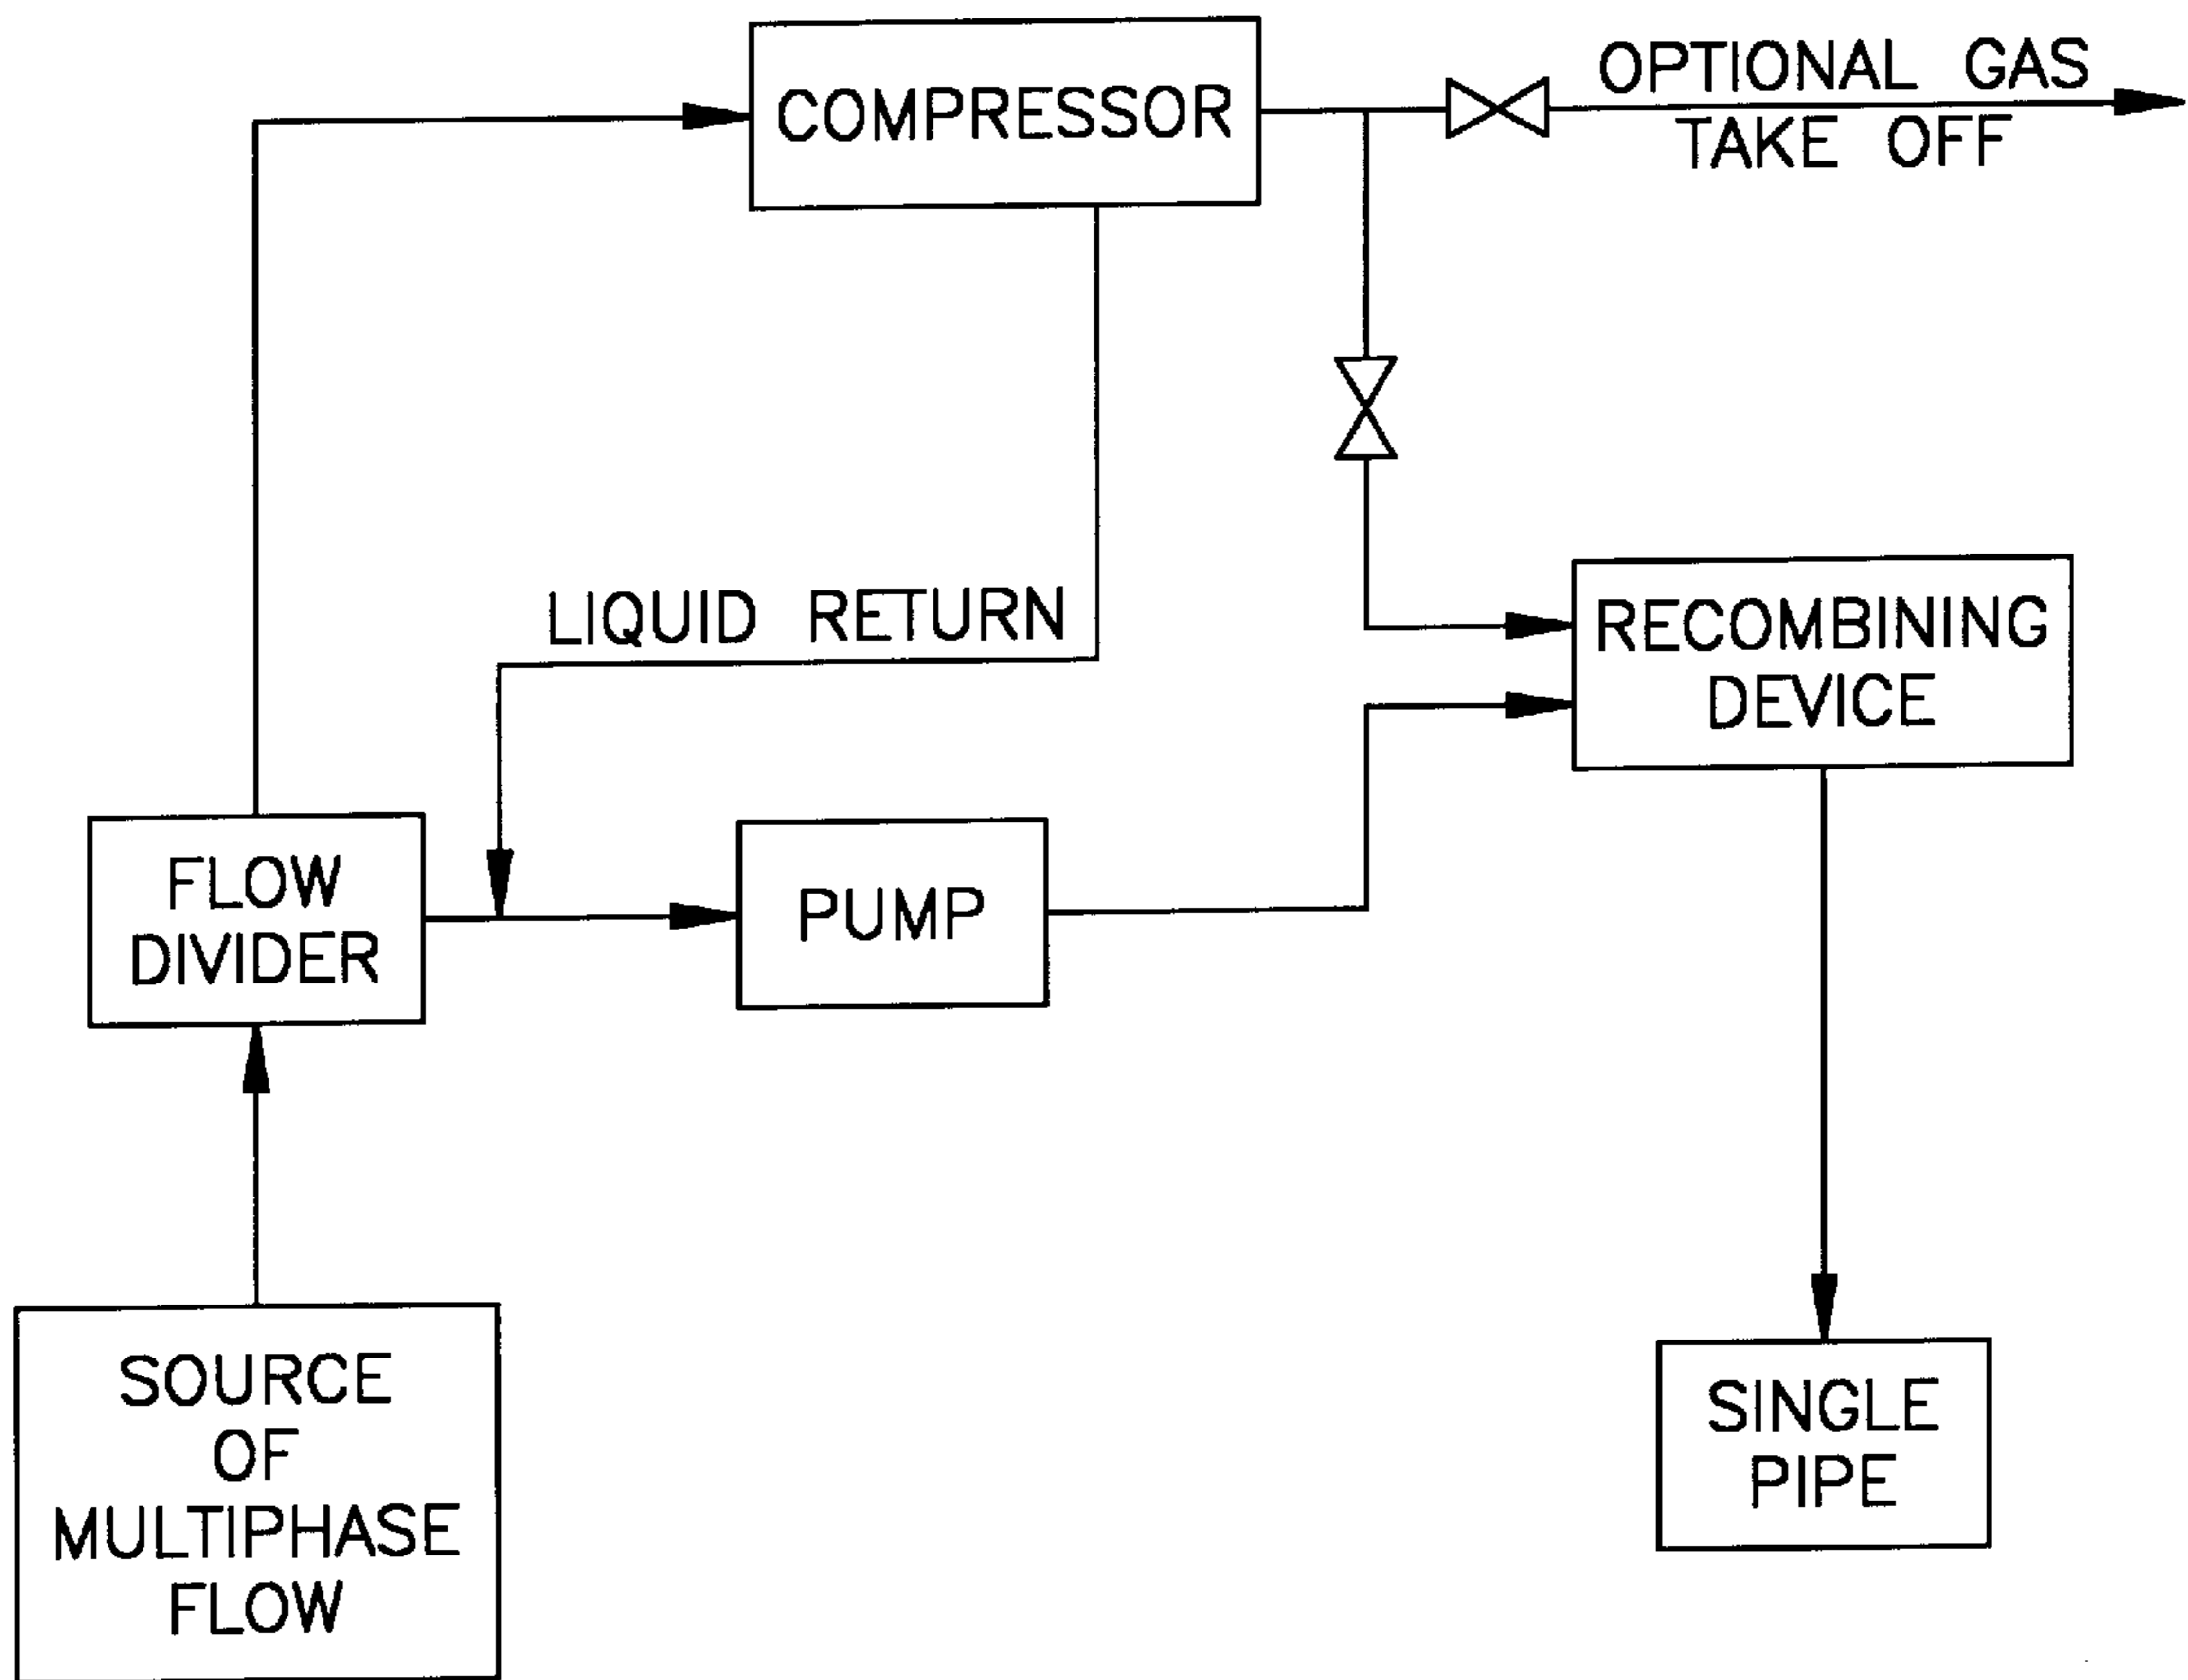 COMPRESSOR
OPTIONAL GAS
TAKE OFF
LIQUID RETURN
RECOMBINING
DEVICE
FLOW
DIVIDER
PUMP
SOURCE
OF
MULTIPHASE
FLOW
SINGLE
PIPE